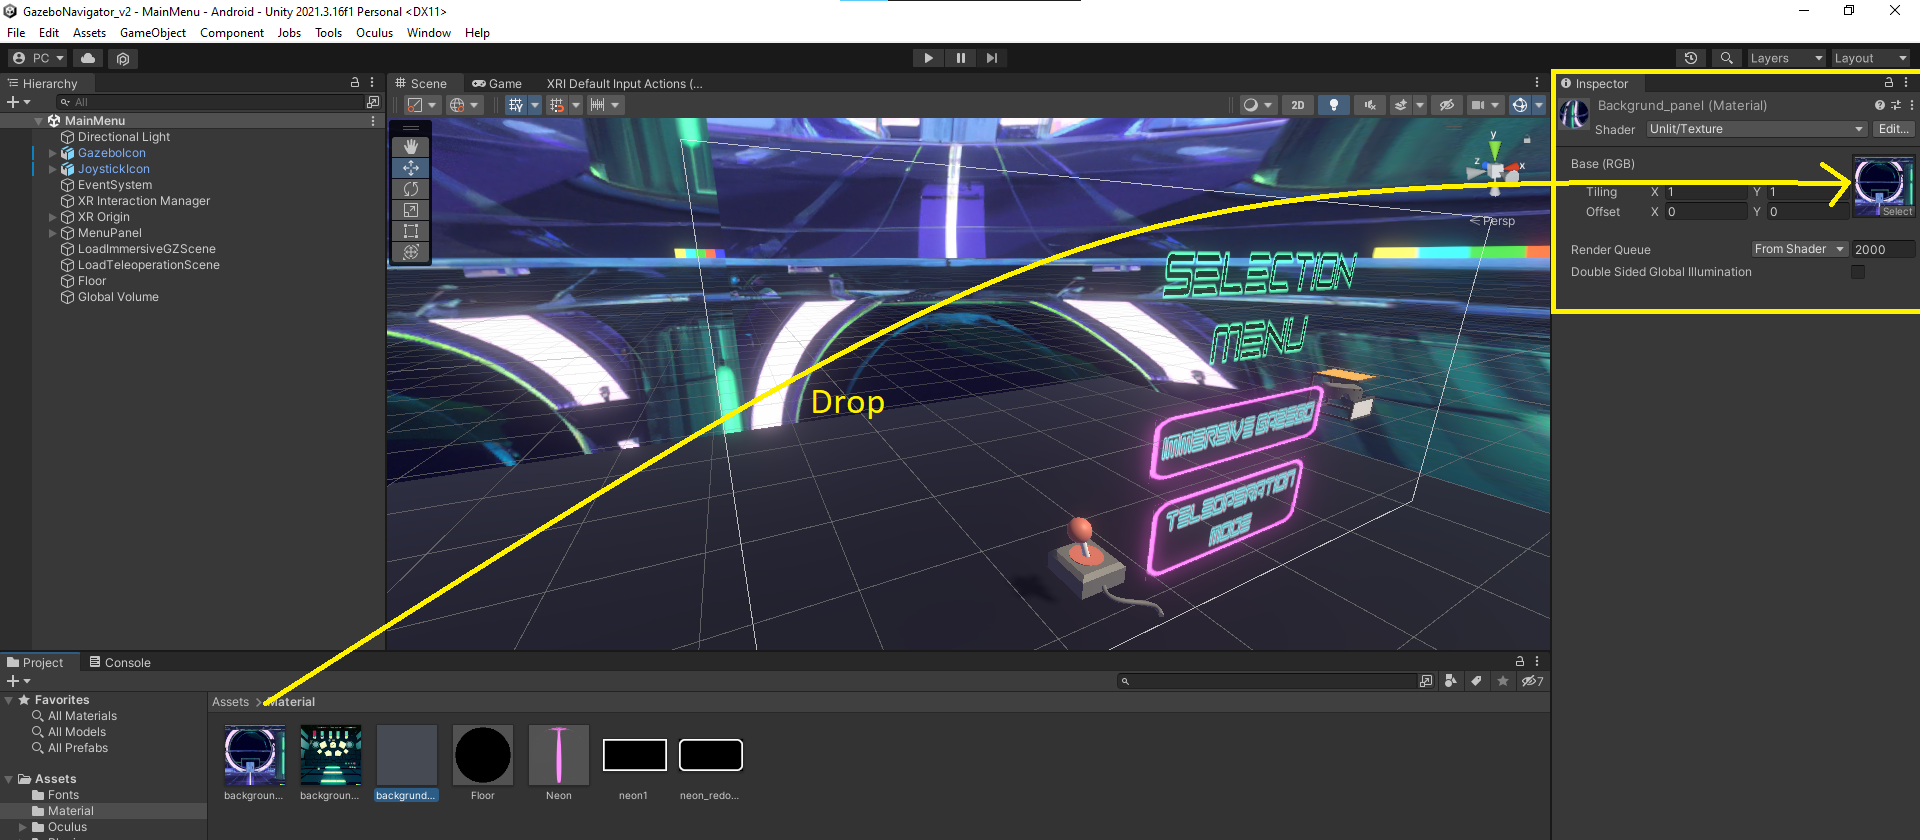 GazeboNavigator_v2 - MainMenu - Android - Unity 2021.3.16f1 Personal <DX11>
File Edit Assets GameObject Component Jobs Tools Oculus Window Help
PC
Layers
Layout
Hierarchy
All
MainMenu
Directional Light
GazeboIcon
JoystickIcon
EventSystem
XR Interaction Manager
XR Origin
MenuPanel
LoadImmersiveGZScene
LoadTeleoperationScene
Floor
Global Volume
Scene Game XRI Default Input Actions (...
2D
y
z
x
Persp
SELECTION
MENU
IMMERSIVE GAZEBO
TELEOPERATION
MODE
Drop
Inspector
Backgrund_panel (Material)
Shader Unlit/Texture Edit...
Base (RGB)
Tiling X 1 Y 1
Offset X 0 Y 0
Select
Render Queue From Shader 2000
Double Sided Global Illumination
Project Console
7
Favorites
All Materials
All Models
All Prefabs
Assets
Fonts
Material
Oculus
Assets > Material
backgroun... backgroun... backgrund... Floor Neon neon1 neon_redo...